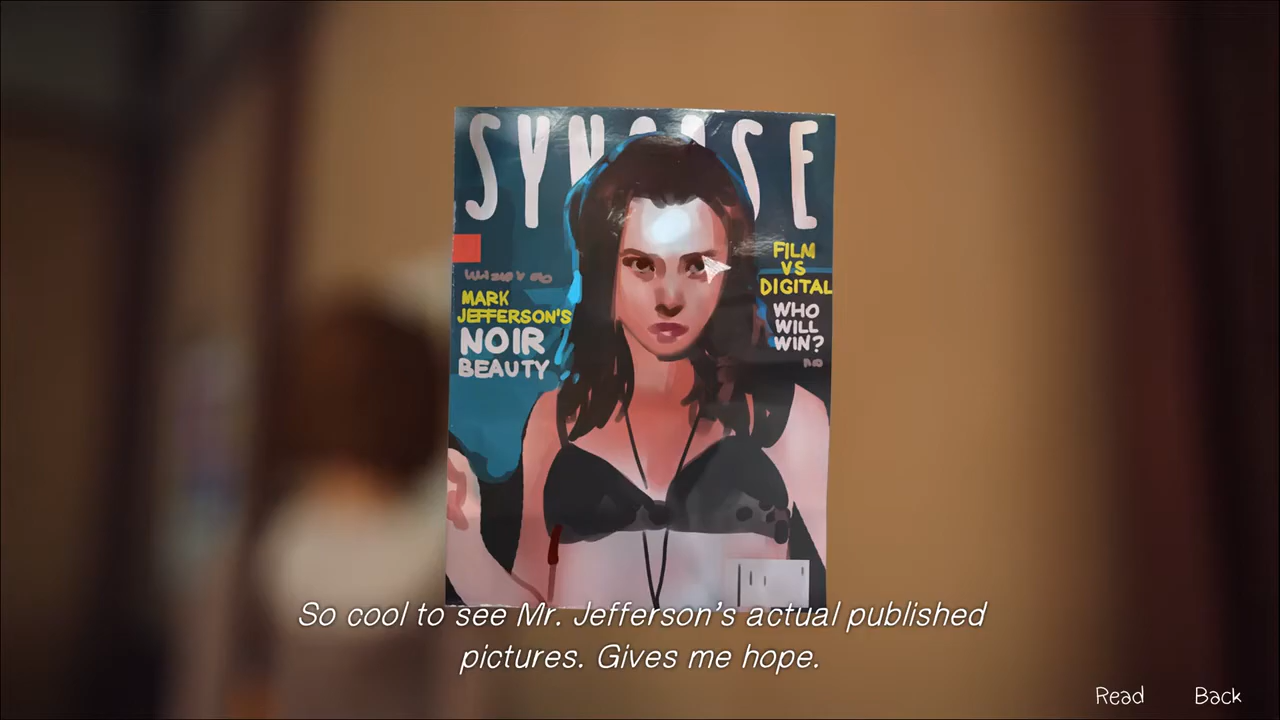 MARK
JEFFERSON'S
NOIR
BEAUTY
FILM
VS
DIGITAL
WHO
WILL
WIN?
So cool to see Mr. Jefferson's actual published
pictures. Gives me hope.
Read
Back